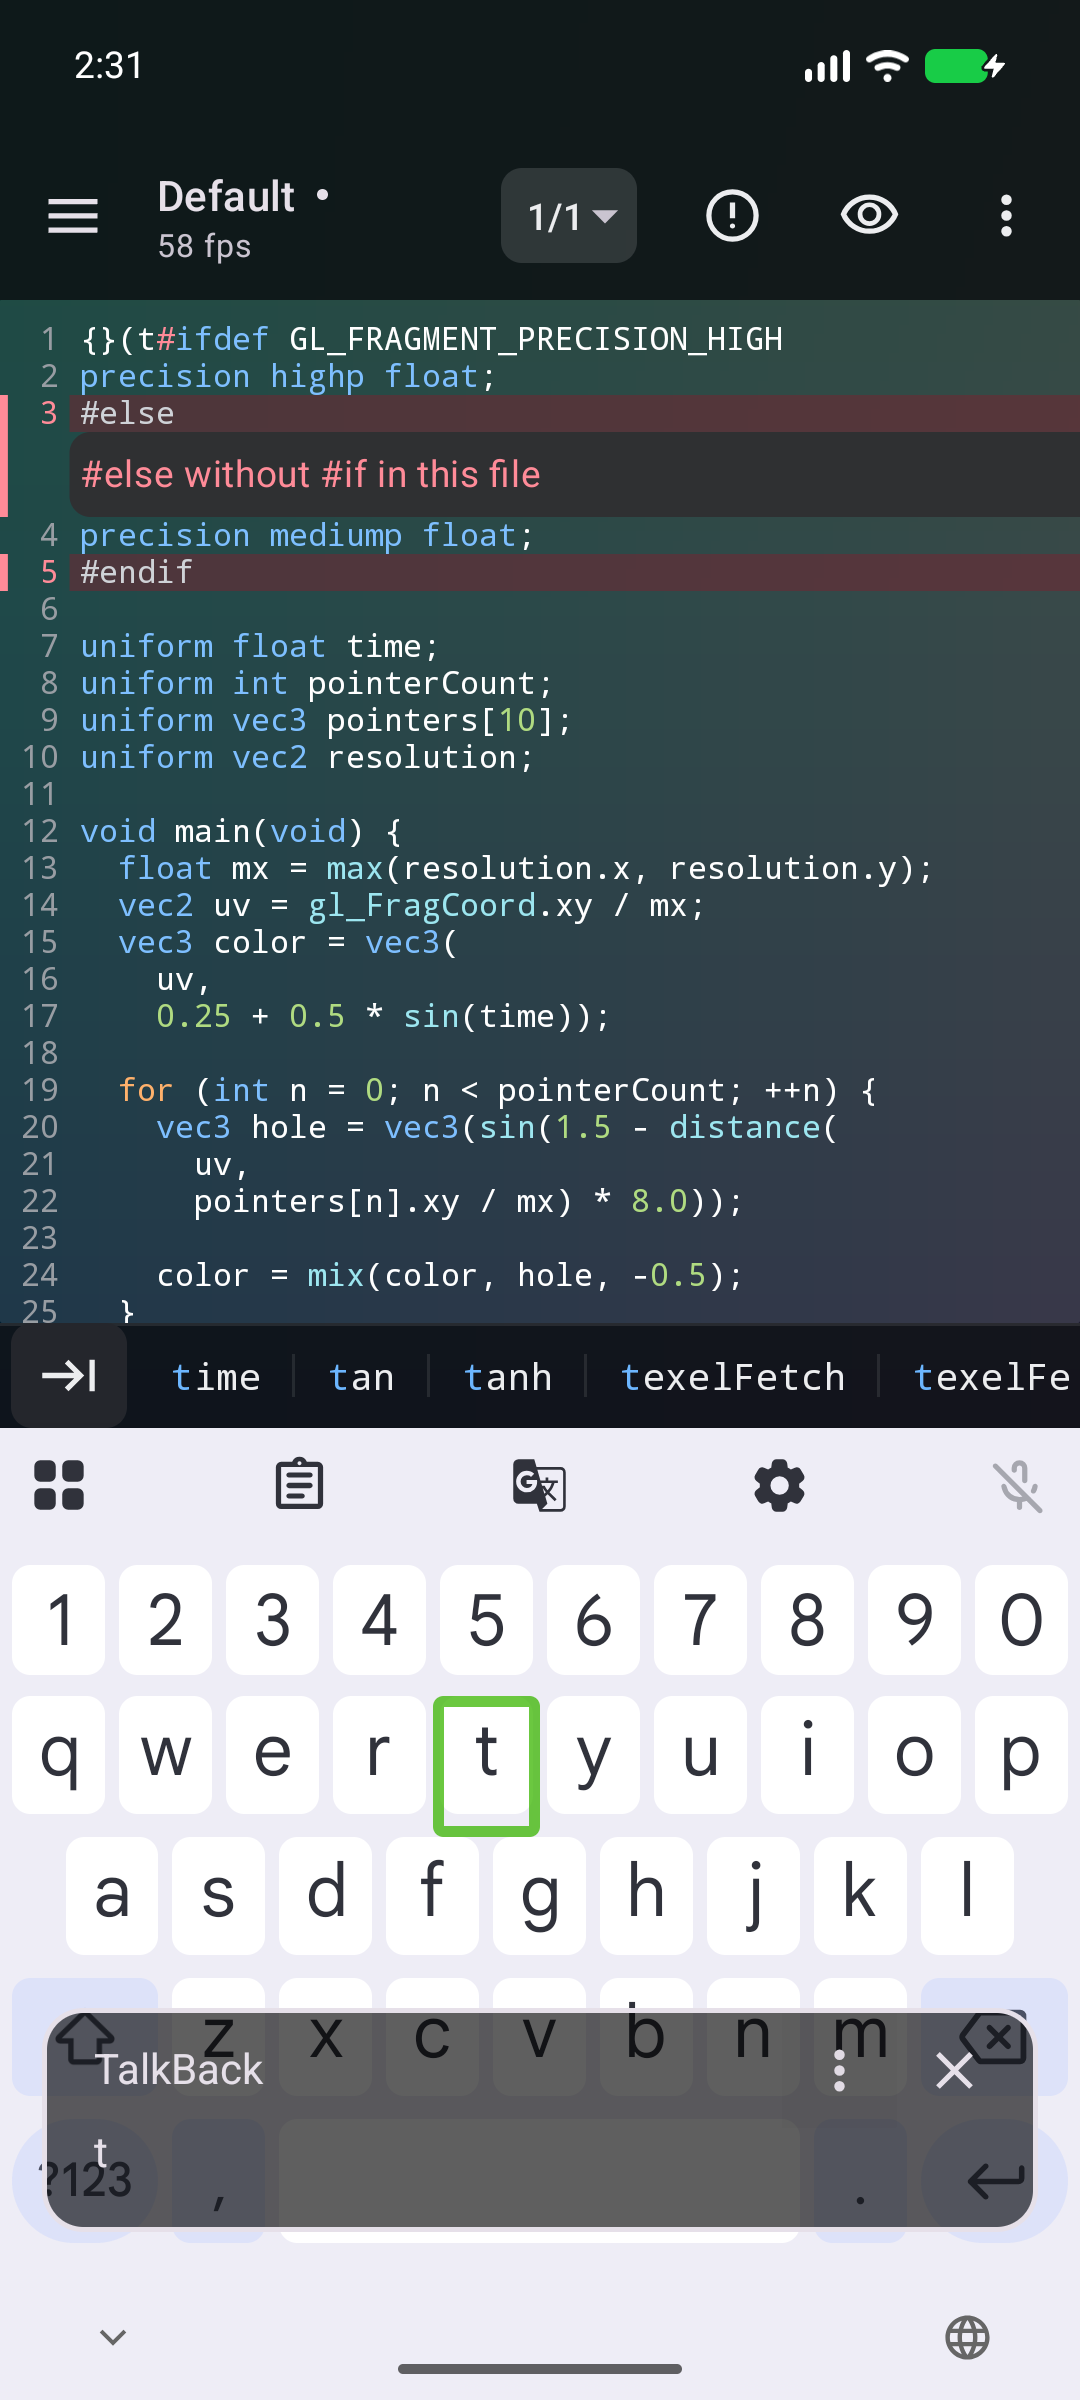 2:31
Default •
58 fps
1/1
1 {}(t#ifdef GL_FRAGMENT_PRECISION_HIGH
2 precision highp float;
3 #else
#else without #if in this file
4 precision mediump float;
5 #endif
6
7 uniform float time;
8 uniform int pointerCount;
9 uniform vec3 pointers[10];
10 uniform vec2 resolution;
11
12 void main(void) {
13   float mx = max(resolution.x, resolution.y);
14   vec2 uv = gl_FragCoord.xy / mx;
15   vec3 color = vec3(
16     uv,
17     0.25 + 0.5 * sin(time));
18
19   for (int n = 0; n < pointerCount; ++n) {
20     vec3 hole = vec3(sin(1.5 - distance(
21       uv,
22       pointers[n].xy / mx) * 8.0));
23
24     color = mix(color, hole, -0.5);
25   }
time tan tanh texelFetch texelFe
1 2 3 4 5 6 7 8 9 0
q w e r t y u i o p
a s d f g h j k l
z x c v b n m
TalkBack
t
?123 , .